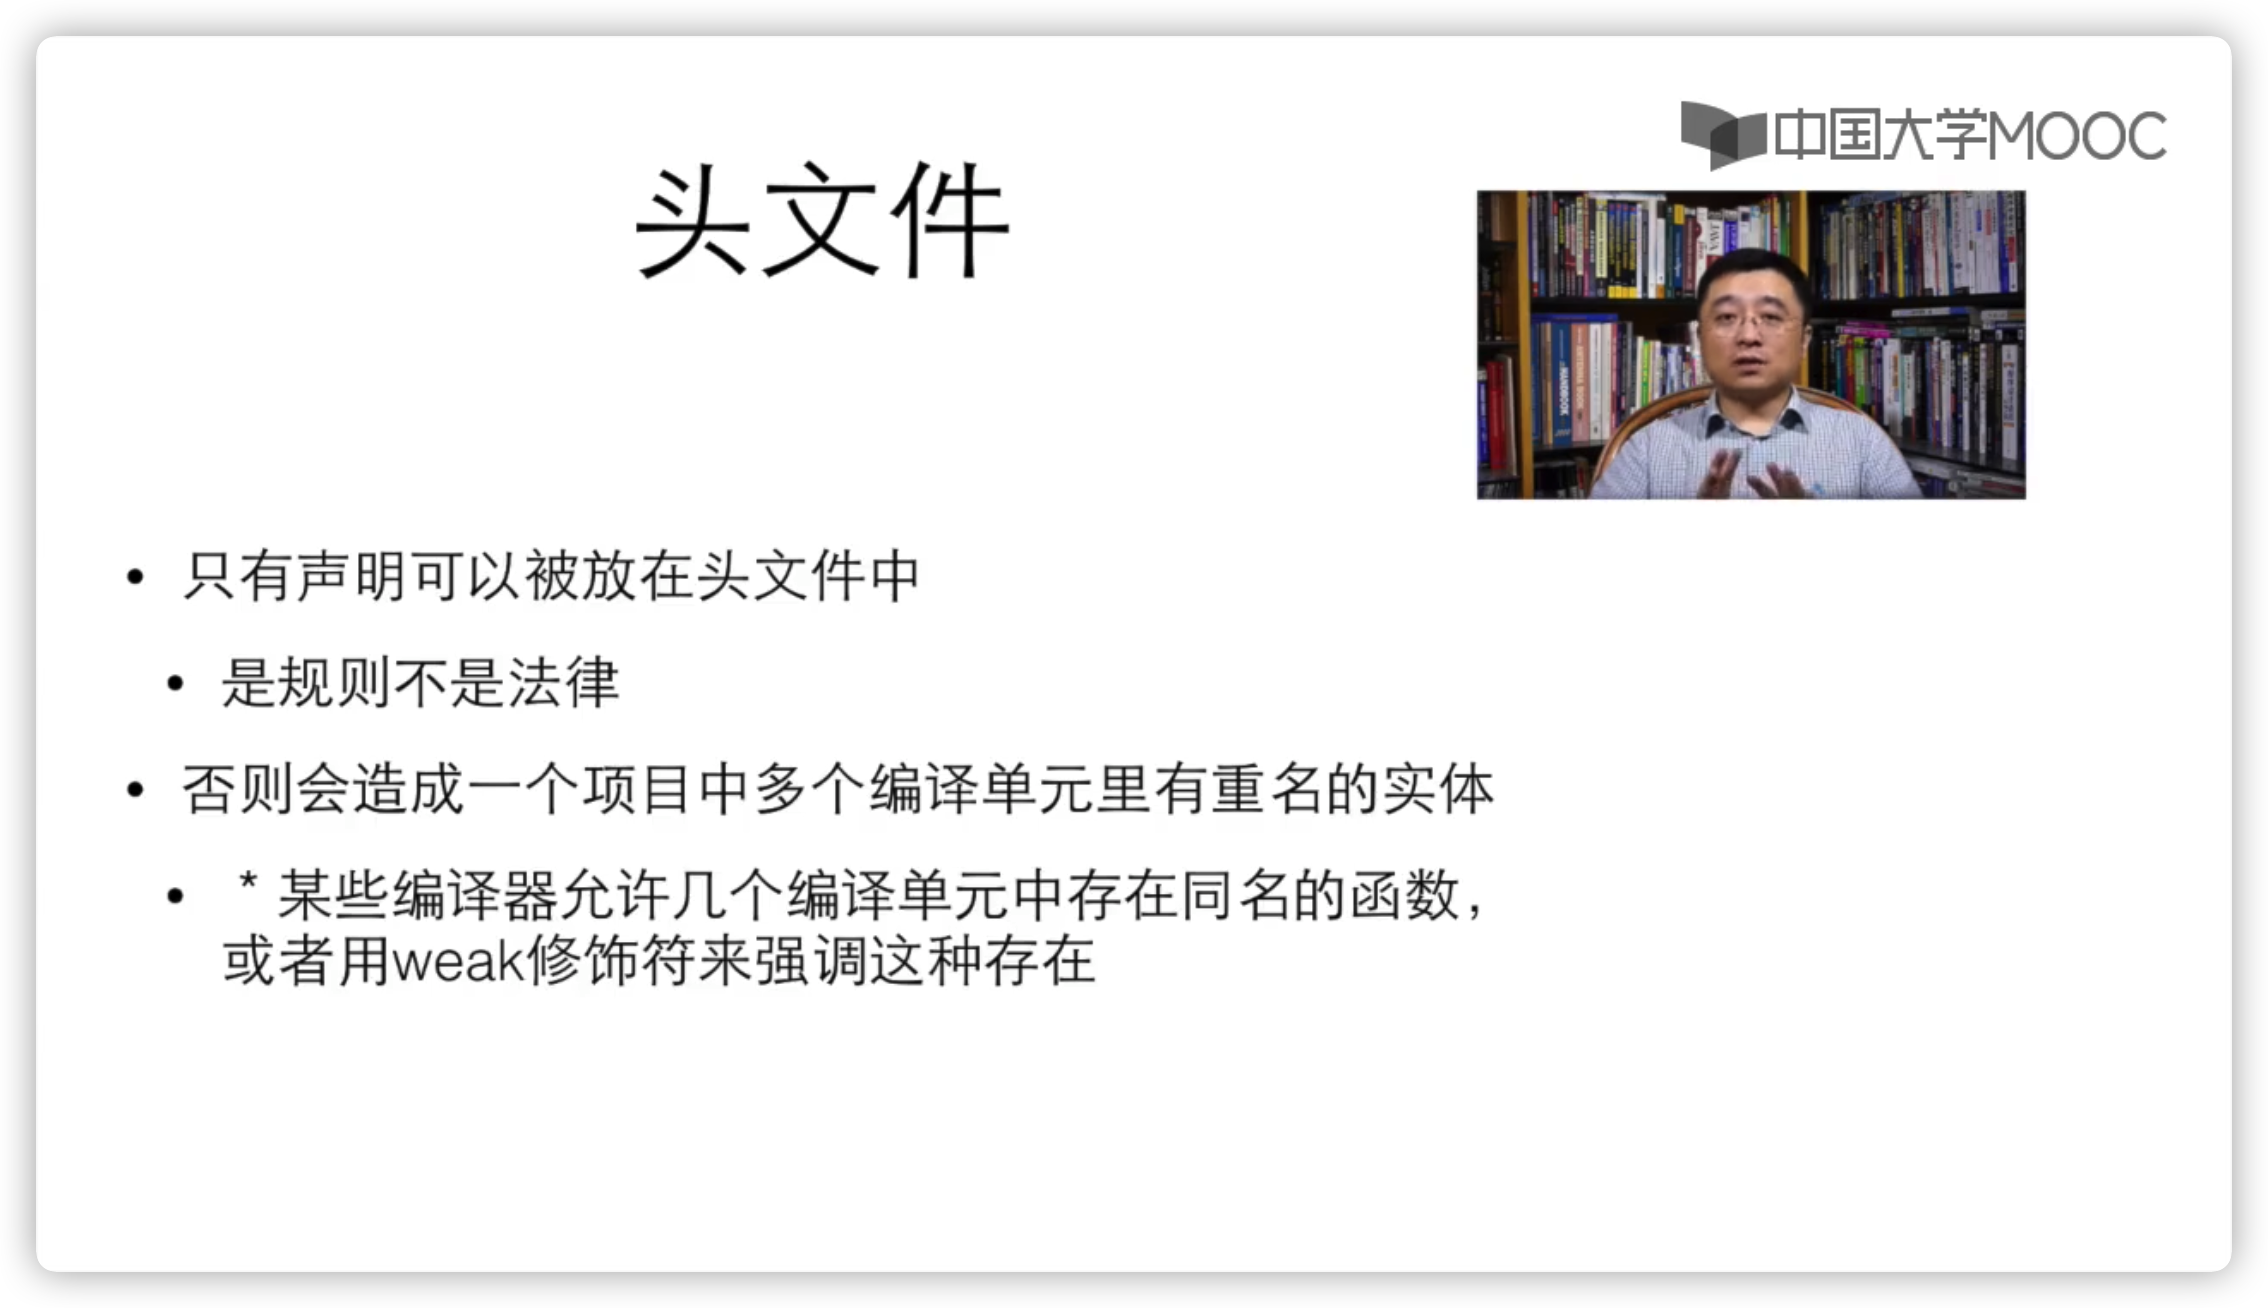 中国大学MOOC
头文件
• 只有声明可以被放在头文件中
• 是规则不是法律
• 否则会造成一个项目中多个编译单元里有重名的实体
• * 某些编译器允许几个编译单元中存在同名的函数，
或者用weak修饰符来强调这种存在